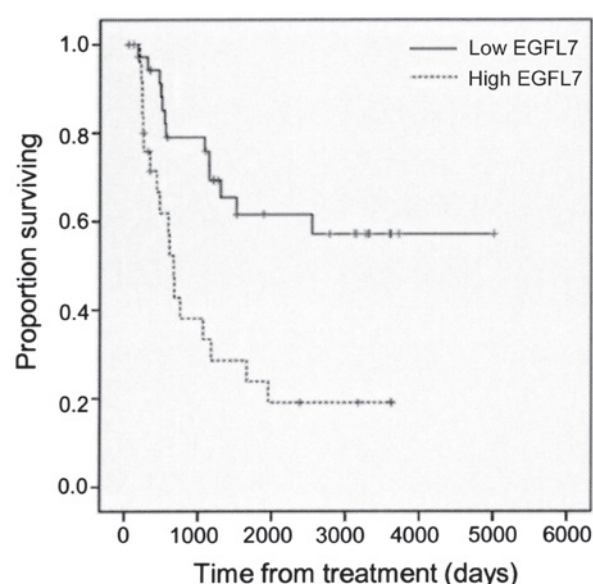 Low EGFL7
High EGFL7
Proportion surviving
1.0
0.8
0.6
0.4
0.2
0.0
0 1000 2000 3000 4000 5000 6000
Time from treatment (days)